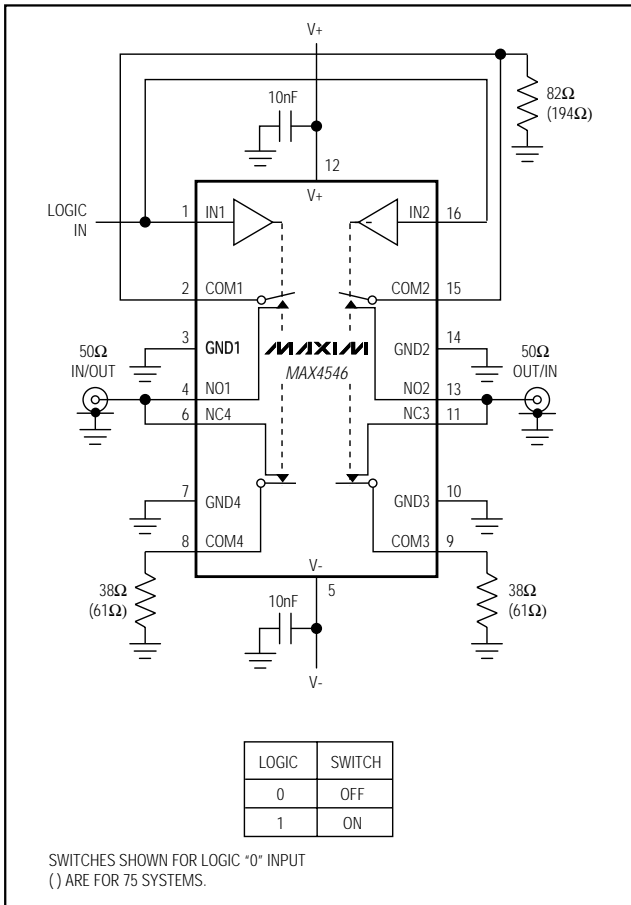 V+
10nF
82Ω
(194Ω)
12
V+
LOGIC
IN
1
IN1
IN2
16
2
COM1
COM2
15
3
GND1
MAXIM
MAX4546
GND2
14
50Ω
IN/OUT
50Ω
OUT/IN
4
NO1
NO2
13
6
NC4
NC3
11
7
GND4
GND3
10
8
COM4
COM3
9
V-
5
38Ω
(61Ω)
10nF
38Ω
(61Ω)
V-
LOGIC SWITCH
0 OFF
1 ON
SWITCHES SHOWN FOR LOGIC "0" INPUT
( ) ARE FOR 75 SYSTEMS.